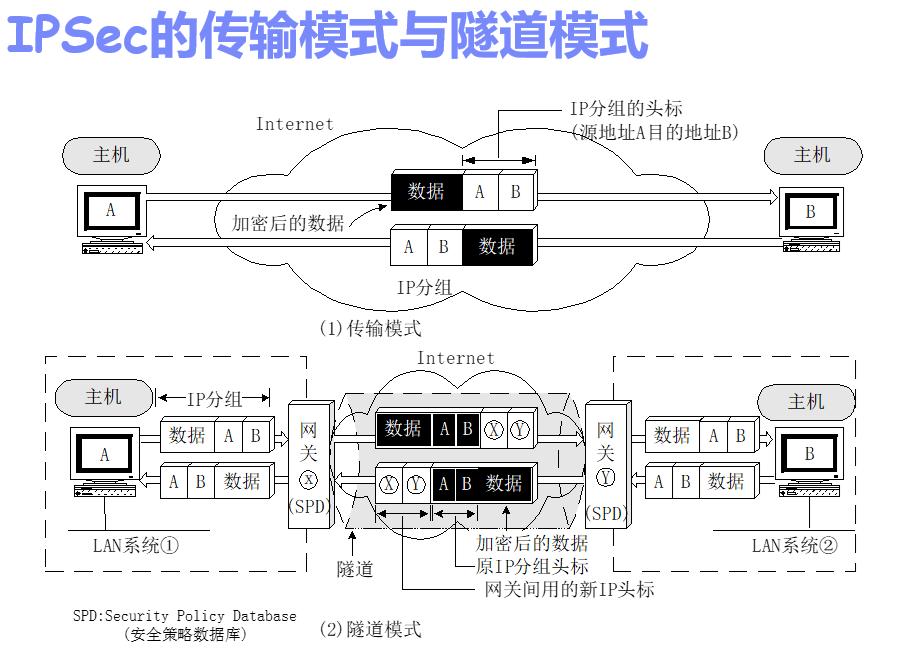 IPSec的传输模式与隧道模式
Internet
IP分组的头标
(源地址A目的地址B)
主机
主机
数据 A B
A
B
加密后的数据
A B 数据
IP分组
(1)传输模式
Internet
主机
IP分组
主机
网关 X (SPD)
网关 Y (SPD)
数据 A B
数据 A B X Y
数据 A B
A
B
A B 数据
X Y A B 数据
A B 数据
LAN系统①
LAN系统②
隧道
加密后的数据
原IP分组头标
网关间用的新IP头标
SPD:Security Policy Database
(安全策略数据库)
(2)隧道模式